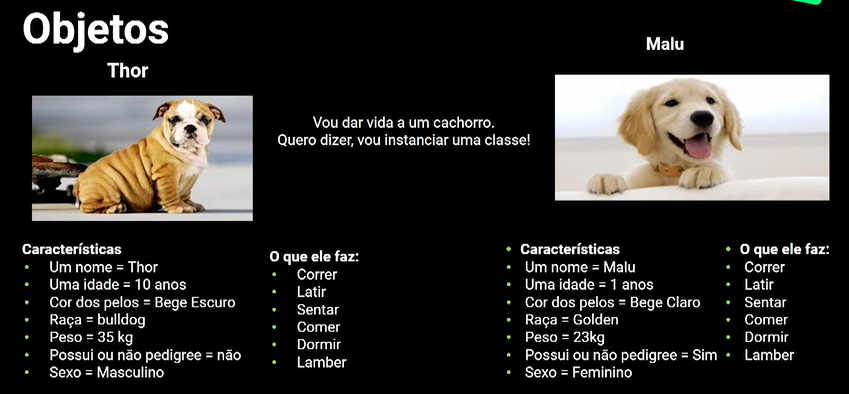 Objetos
Thor
Malu
Vou dar vida a um cachorro.
Quero dizer, vou instanciar uma classe!
Características
• Um nome = Thor
• Uma idade = 10 anos
• Cor dos pelos = Bege Escuro
• Raça = bulldog
• Peso = 35 kg
• Possui ou não pedigree = não
• Sexo = Masculino
O que ele faz:
• Correr
• Latir
• Sentar
• Comer
• Dormir
• Lamber
• Características
• Um nome = Malu
• Uma idade = 1 anos
• Cor dos pelos = Bege Claro
• Raça = Golden
• Peso = 23kg
• Possui ou não pedigree = Sim
• Sexo = Feminino
• O que ele faz:
• Correr
• Latir
• Sentar
• Comer
• Dormir
• Lamber